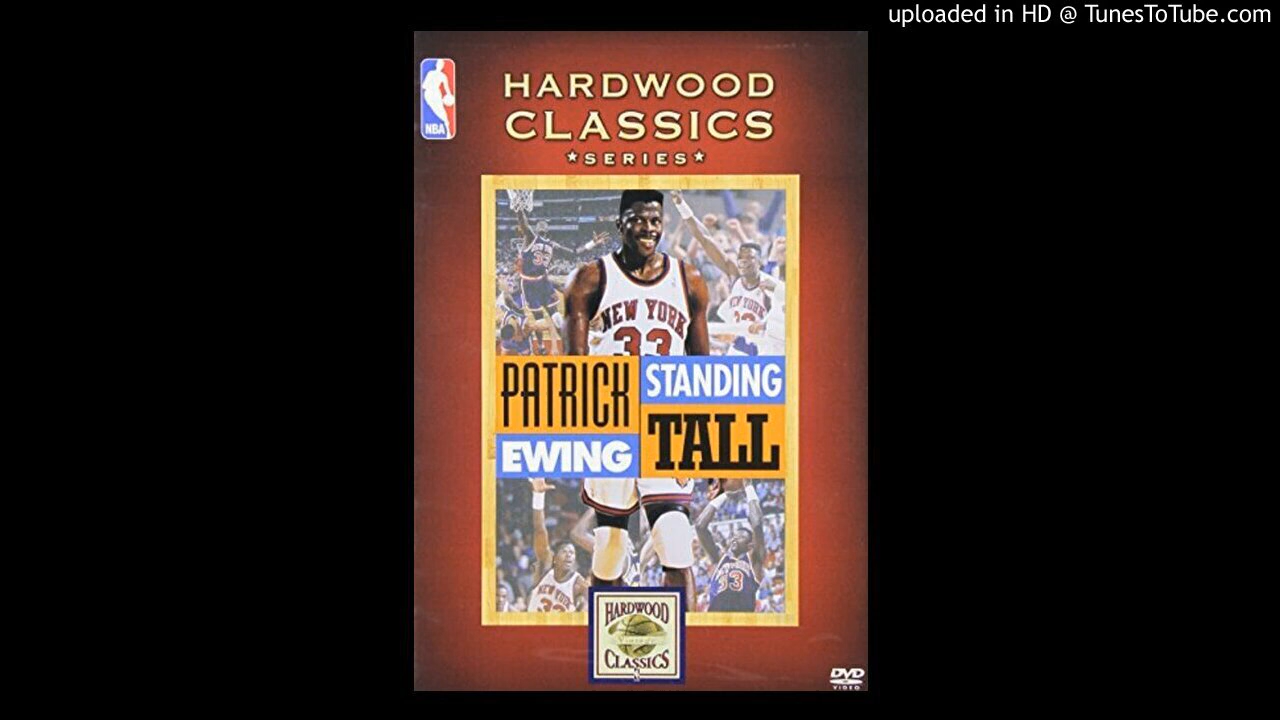 uploaded in HD @ TunesToTube.com
NBA
HARDWOOD
CLASSICS
★SERIES★
NEW YORK
33
PATRICK
EWING
STANDING
TALL
33
HARDWOOD
CLASSICS
DVD
VIDEO